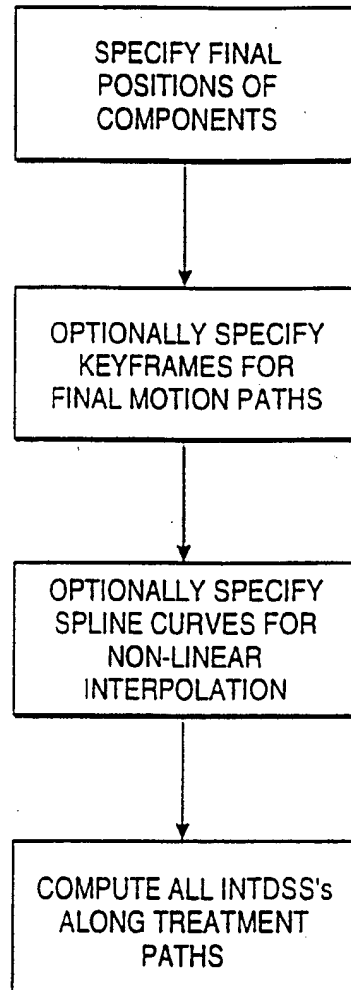 SPECIFY FINAL
POSITIONS OF
COMPONENTS
OPTIONALLY SPECIFY
KEYFRAMES FOR
FINAL MOTION PATHS
OPTIONALLY SPECIFY
SPLINE CURVES FOR
NON-LINEAR
INTERPOLATION
COMPUTE ALL INTDSS's
ALONG TREATMENT
PATHS